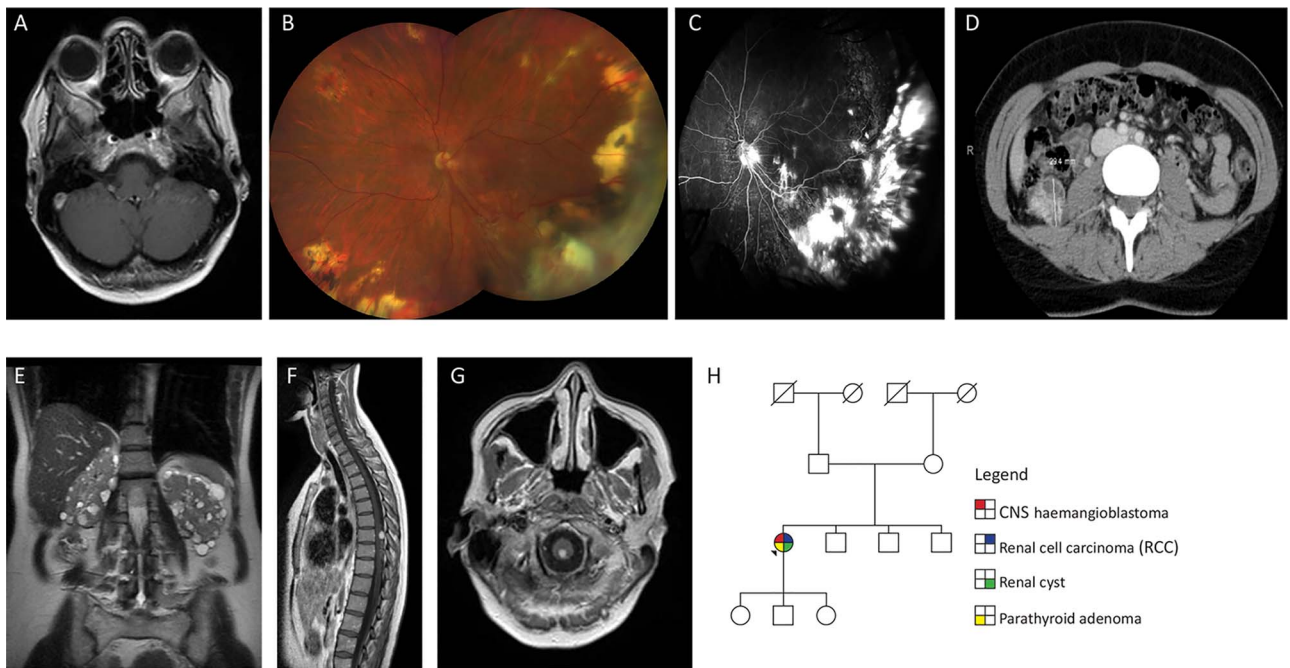 A
B
C
D
R
E
F
G
H
Legend
CNS haemangioblastoma
Renal cell carcinoma (RCC)
Renal cyst
Parathyroid adenoma